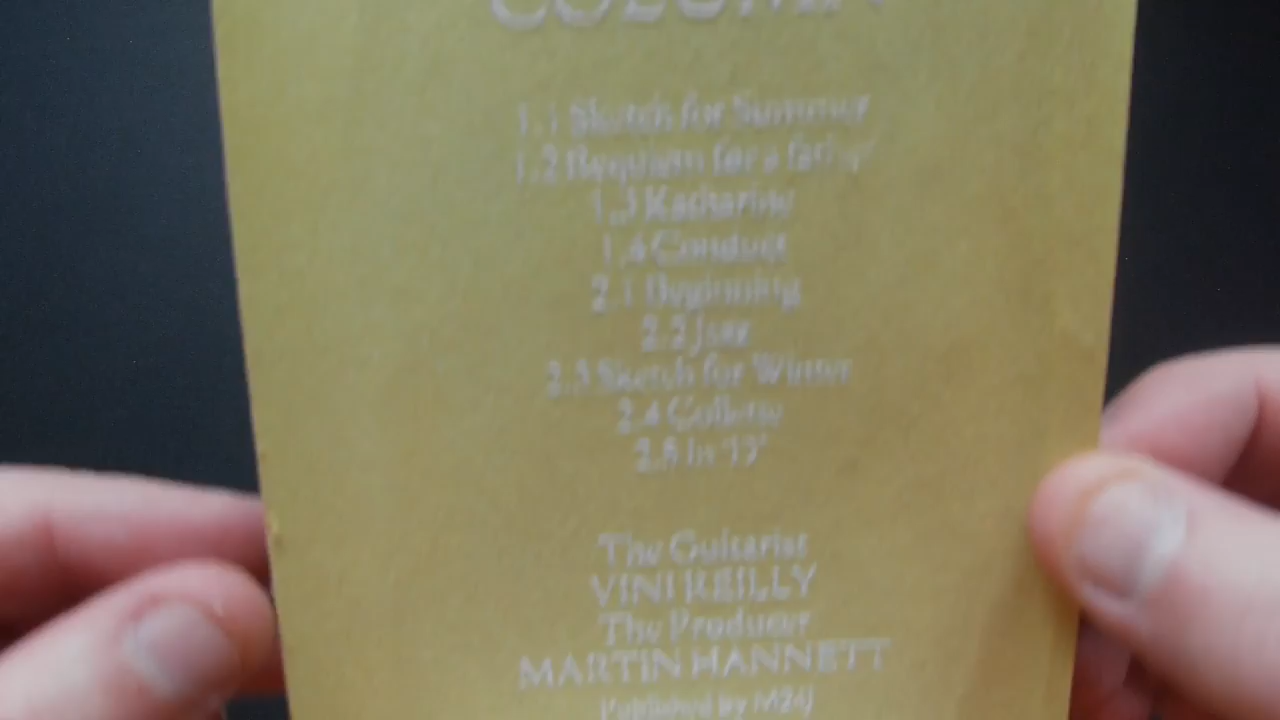 COLUMN
1.1 Sketch for Summer
1.2 Requiem for a father
1.3 Katharine
1.4 Conduct
2.1 Beginning
2.2 Jazz
2.3 Sketch for Winter
2.4 Collette
2.5 In 'D'
The Guitarist
VINI REILLY
The Producer
MARTIN HANNETT
Published by M24J